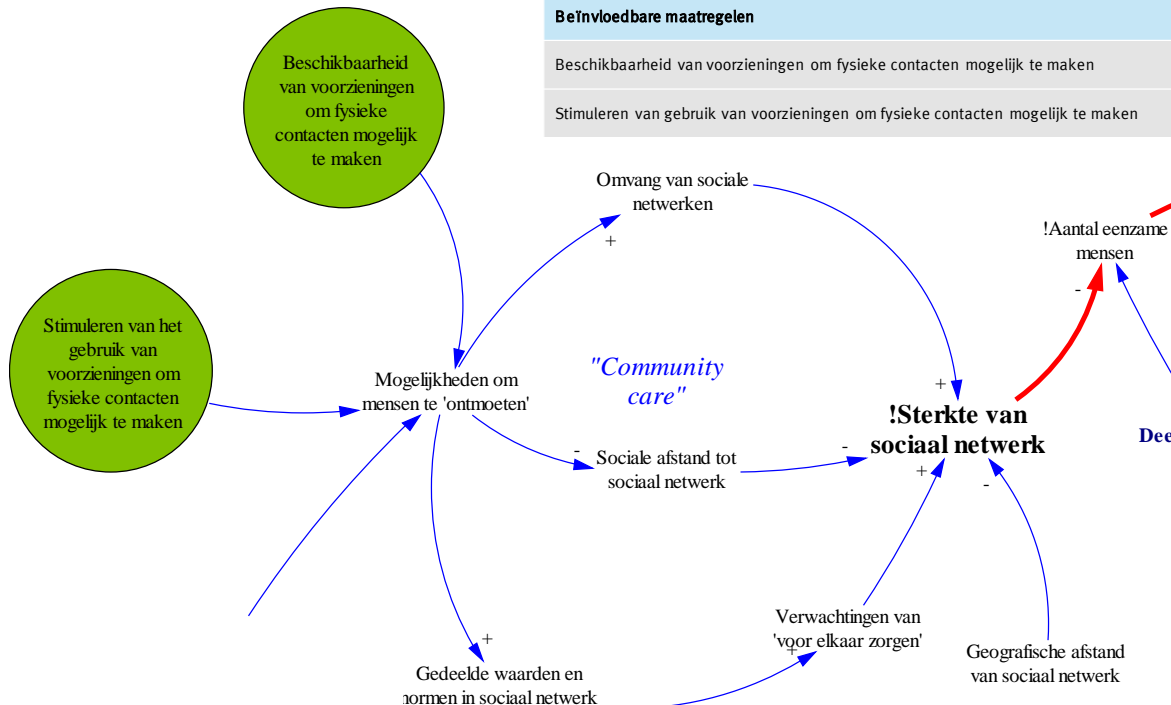 Beïnvloedbare maatregelen
Beschikbaarheid van voorzieningen om fysieke contacten mogelijk te maken
Stimuleren van gebruik van voorzieningen om fysieke contacten mogelijk te maken
Beschikbaarheid
van voorzieningen
om fysieke
contacten mogelijk
te maken
Omvang van sociale
netwerken
+
!Aantal eenzame
mensen
-
Stimuleren van het
gebruik van
voorzieningen om
fysieke contacten
mogelijk te maken
Mogelijkheden om
mensen te 'ontmoeten'
"Community
care"
+
!Sterkte van
sociaal netwerk
Dee
-
Sociale afstand tot
sociaal netwerk
-
+
-
Verwachtingen van
'voor elkaar zorgen'
+
Geografische afstand
van sociaal netwerk
+
Gedeelde waarden en
normen in sociaal netwerk